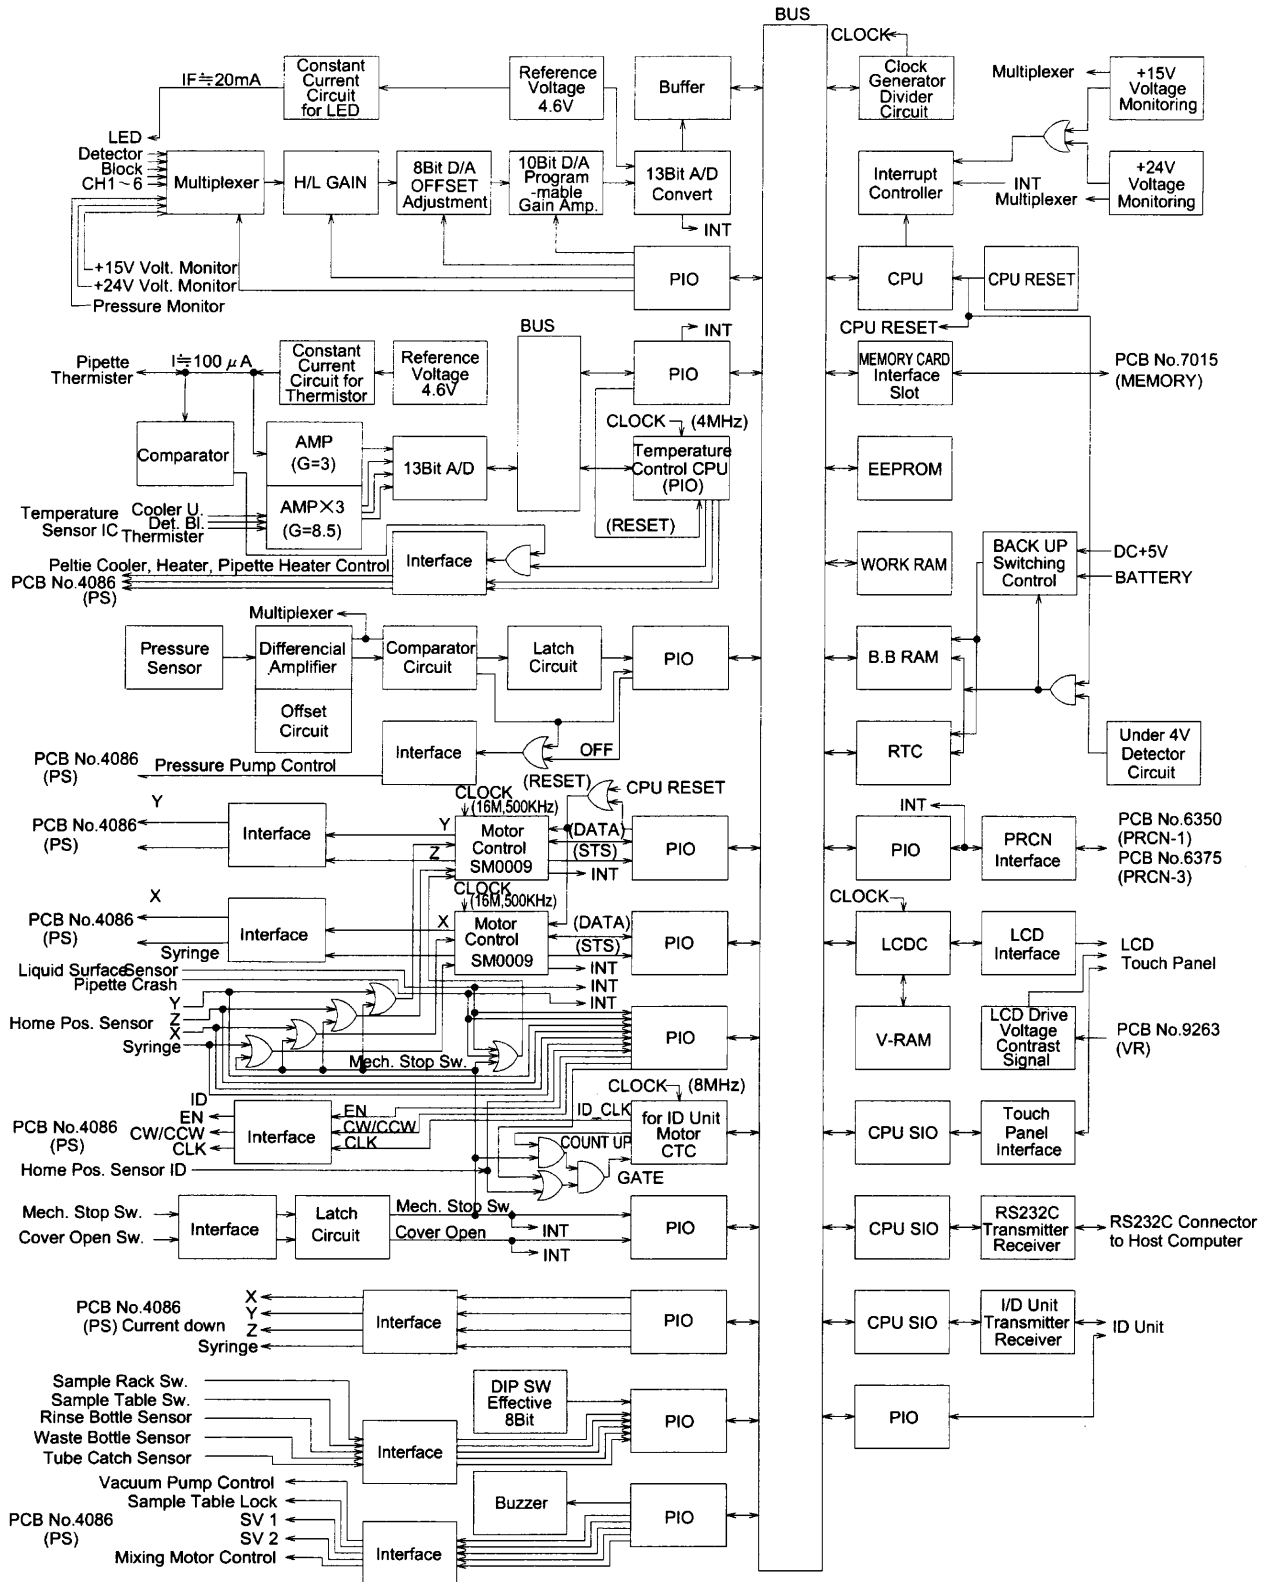 BUS
CLOCK
IF≒20mA
Constant
Current
Circuit
for LED
Reference
Voltage
4.6V
Buffer
Clock
Generator
Divider
Circuit
Multiplexer
+15V
Voltage
Monitoring
LED
Detector
Block
CH1~6
Multiplexer
H/L GAIN
8Bit D/A
OFFSET
Adjustment
10Bit D/A
Program
-mable
Gain Amp.
13Bit A/D
Convert
INT
Interrupt
Controller
INT
Multiplexer
+24V
Voltage
Monitoring
+15V Volt. Monitor
+24V Volt. Monitor
Pressure Monitor
PIO
CPU
CPU RESET
CPU RESET
BUS
INT
Pipette
Thermister
I≒100 μA
Constant
Current
Circuit for
Thermistor
Reference
Voltage
4.6V
PIO
MEMORY CARD
Interface
Slot
PCB No.7015
(MEMORY)
CLOCK (4MHz)
Comparator
AMP
(G=3)
13Bit A/D
Temperature
Control CPU
(PIO)
EEPROM
Temperature
Sensor IC
Cooler U.
Det. Bl.
Thermister
AMP×3
(G=8.5)
(RESET)
Interface
Peltie Cooler, Heater, Pipette Heater Control
PCB No.4086
(PS)
WORK RAM
BACK UP
Switching
Control
DC+5V
BATTERY
Multiplexer
Pressure
Sensor
Differencial
Amplifier
Comparator
Circuit
Latch
Circuit
PIO
B.B RAM
Offset
Circuit
Interface
OFF
(RESET)
RTC
Under 4V
Detector
Circuit
PCB No.4086
(PS)
Pressure Pump Control
CLOCK
(16M,500KHz)
CPU RESET
Y
PCB No.4086
(PS)
Interface
Y
Z
Motor
Control
SM0009
(DATA)
(STS)
INT
PIO
INT
PIO
PRCN
Interface
PCB No.6350
(PRCN-1)
PCB No.6375
(PRCN-3)
CLOCK
(16M,500KHz)
X
PCB No.4086
(PS)
Syringe
Interface
X
Motor
Control
SM0009
(DATA)
(STS)
INT
PIO
CLOCK
LCDC
LCD
Interface
LCD
Touch Panel
Liquid SurfaceSensor
Pipette Crash
INT
INT
Home Pos. Sensor
Y
Z
X
Syringe
Mech. Stop Sw.
PIO
V-RAM
LCD Drive
Voltage
Contrast
Signal
PCB No.9263
(VR)
CLOCK (8MHz)
ID
EN
CW/CCW
CLK
PCB No.4086
(PS)
Interface
EN
CW/CCW
CLK
ID_CLK
COUNT UP
GATE
for ID Unit
Motor
CTC
CPU SIO
Touch
Panel
Interface
Home Pos. Sensor ID
Mech. Stop Sw.
Cover Open Sw.
Interface
Latch
Circuit
Mech. Stop Sw
INT
Cover Open
INT
PIO
CPU SIO
RS232C
Transmitter
Receiver
RS232C Connector
to Host Computer
PCB No.4086
(PS) Current down
X
Y
Z
Syringe
Interface
PIO
CPU SIO
I/D Unit
Transmitter
Receiver
ID Unit
Sample Rack Sw.
Sample Table Sw.
Rinse Bottle Sensor
Waste Bottle Sensor
Tube Catch Sensor
Interface
DIP SW
Effective
8Bit
PIO
PIO
Vacuum Pump Control
Sample Table Lock
SV 1
SV 2
Mixing Motor Control
PCB No.4086
(PS)
Interface
Buzzer
PIO